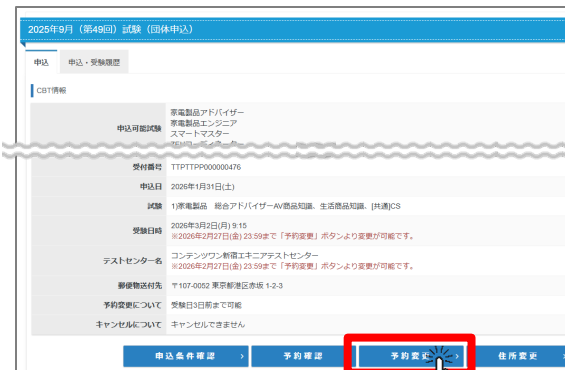 2025年9月（第49回）試験（団体申込）
申込 申込・受験履歴
CBT情報
申込可能試験
家電製品アドバイザー
家電製品エンジニア
スマートマスター
受付番号 TTPTTPP000000476
申込日 2026年1月31日(土)
試験 1)家電製品 総合アドバイザーAV商品知識、生活商品知識、[共通]CS
受験日時 2026年3月2日(月) 9:15
※2026年2月27日(金) 23:59まで「予約変更」ボタンより変更が可能です。
テストセンター名 コンテンツワン新宿エキニアテストセンター
※2026年2月27日(金) 23:59まで「予約変更」ボタンより変更が可能です。
郵便物送付先 〒107-0052 東京都港区赤坂 1-2-3
予約変更について 受験日3日前まで可能
キャンセルについて キャンセルできません
申込条件確認 › 予約確認 › 予約変更 › 住所変更 ›